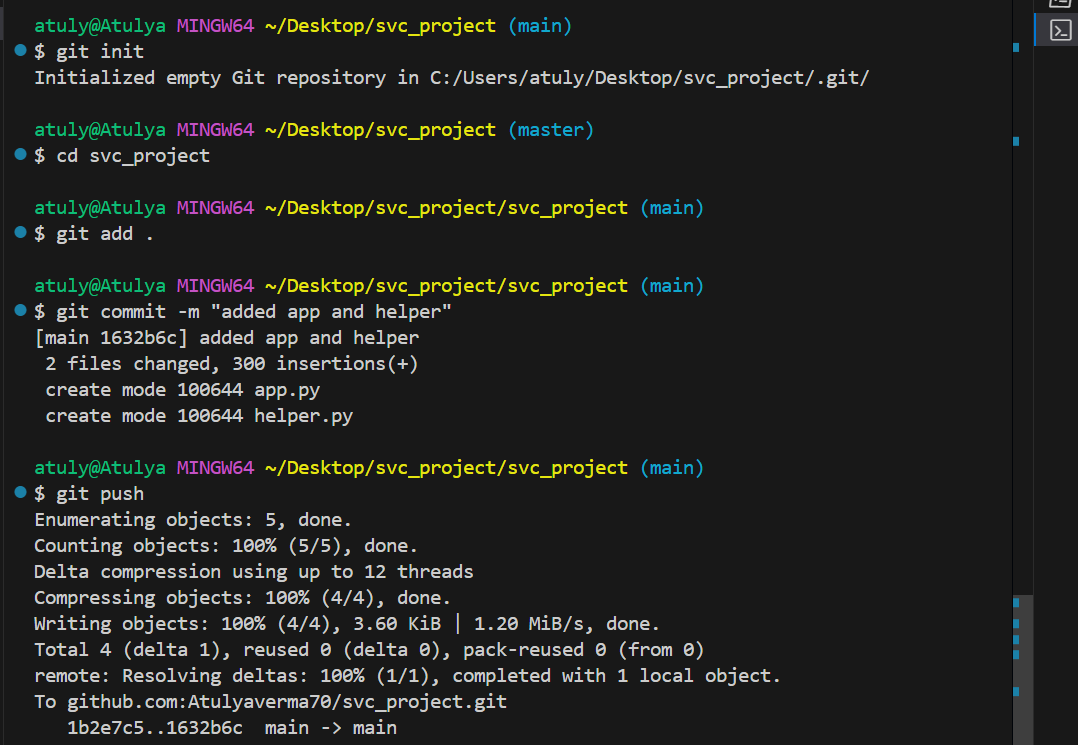 atuly@Atulya MINGW64 ~/Desktop/svc_project (main)
$ git init
Initialized empty Git repository in C:/Users/atuly/Desktop/svc_project/.git/
atuly@Atulya MINGW64 ~/Desktop/svc_project (master)
$ cd svc_project
atuly@Atulya MINGW64 ~/Desktop/svc_project/svc_project (main)
$ git add .
atuly@Atulya MINGW64 ~/Desktop/svc_project/svc_project (main)
$ git commit -m "added app and helper"
[main 1632b6c] added app and helper
 2 files changed, 300 insertions(+)
 create mode 100644 app.py
 create mode 100644 helper.py
atuly@Atulya MINGW64 ~/Desktop/svc_project/svc_project (main)
$ git push
Enumerating objects: 5, done.
Counting objects: 100% (5/5), done.
Delta compression using up to 12 threads
Compressing objects: 100% (4/4), done.
Writing objects: 100% (4/4), 3.60 KiB | 1.20 MiB/s, done.
Total 4 (delta 1), reused 0 (delta 0), pack-reused 0 (from 0)
remote: Resolving deltas: 100% (1/1), completed with 1 local object.
To github.com:Atulyaverma70/svc_project.git
   1b2e7c5..1632b6c  main -> main